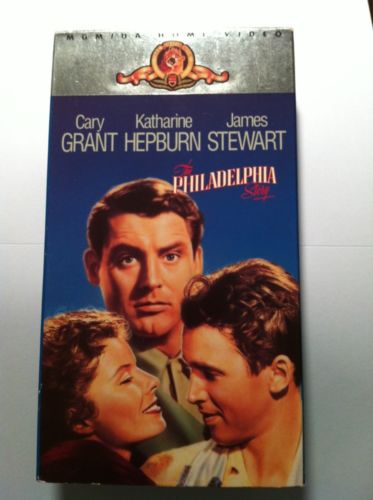 MGM/UA HOME VIDEO
Cary Katharine James
GRANT HEPBURN STEWART
The
PHILADELPHIA
Story